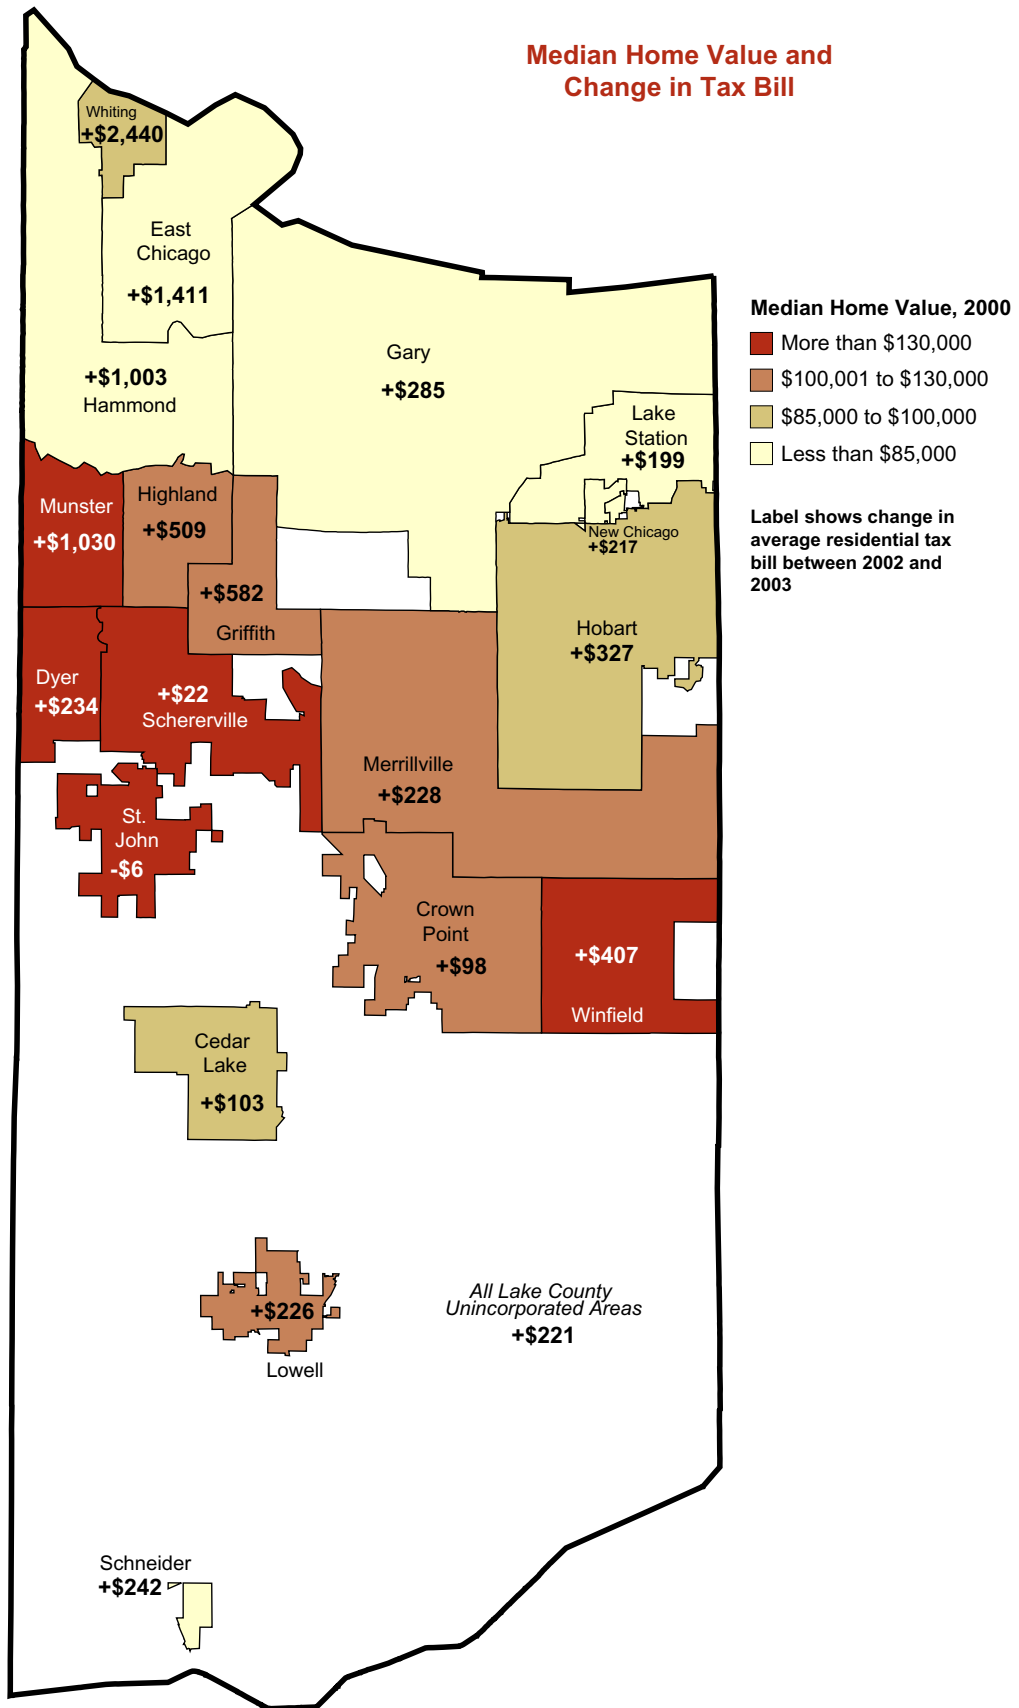 Median Home Value and
Change in Tax Bill
Whiting
+$2,440
East
Chicago
+$1,411
+$1,003
Hammond
Gary
+$285
Lake
Station
+$199
Median Home Value, 2000
More than $130,000
$100,001 to $130,000
$85,000 to $100,000
Less than $85,000
Label shows change in
average residential tax
bill between 2002 and
2003
Munster
+$1,030
Highland
+$509
New Chicago
+$217
+$582
Griffith
Hobart
+$327
Dyer
+$234
+$22
Schererville
Merrillville
+$228
St.
John
-$6
Crown
Point
+$98
+$407
Winfield
Cedar
Lake
+$103
+$226
Lowell
All Lake County
Unincorporated Areas
+$221
Schneider
+$242